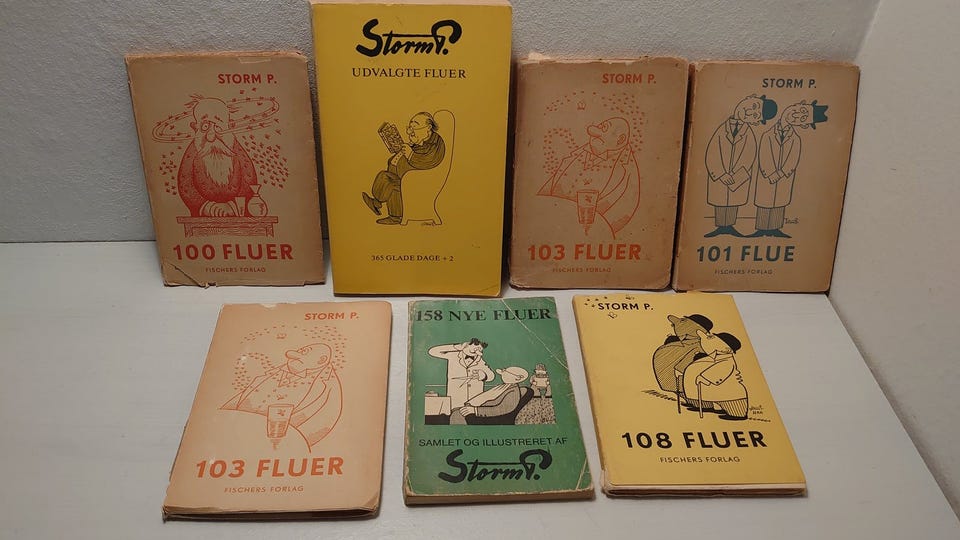 STORM P.
100 FLUER
FISCHERS FORLAG
Storm P.
UDVALGTE FLUER
365 GLADE DAGE + 2
STORM P.
103 FLUER
FISCHERS FORLAG
STORM P.
101 FLUE
FISCHERS FORLAG
STORM P.
103 FLUER
FISCHERS FORLAG
158 NYE FLUER
SAMLET OG ILLUSTRERET AF
Storm P.
STORM P.
108 FLUER
FISCHERS FORLAG